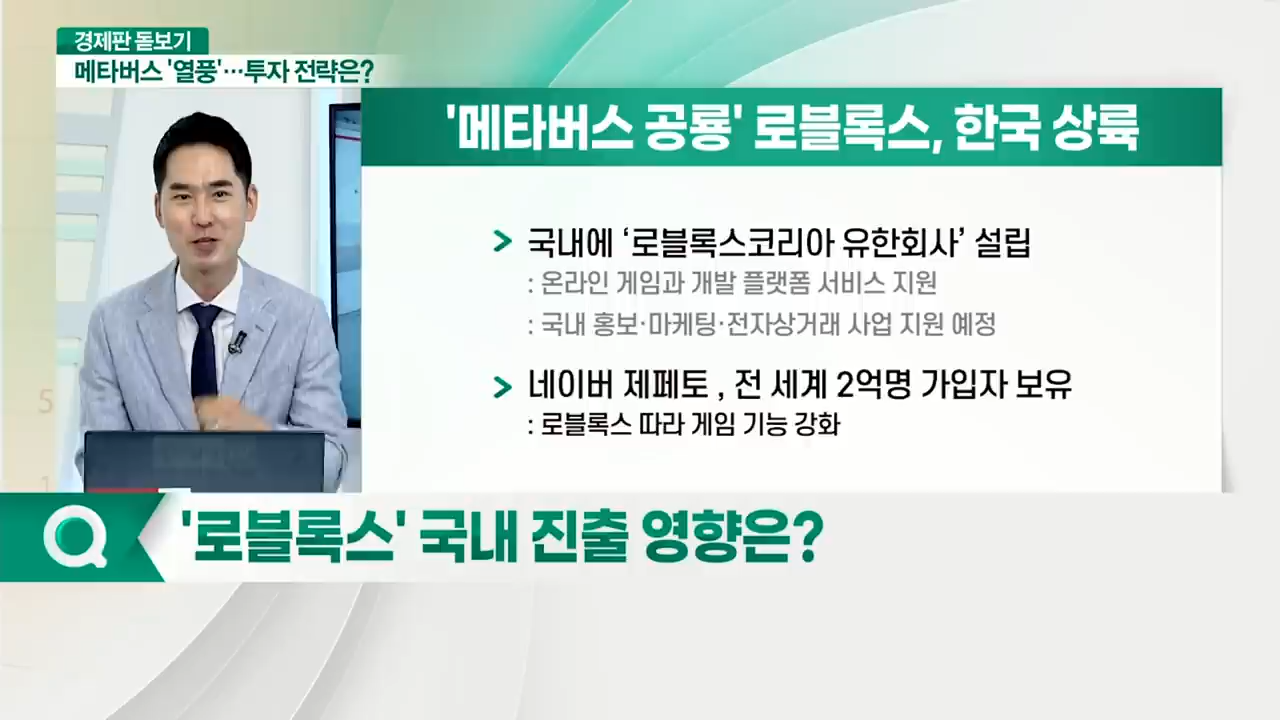 경제판 돋보기
메타버스 '열풍'…투자 전략은?
'메타버스 공룡' 로블록스, 한국 상륙
> 국내에 ‘로블록스코리아 유한회사’ 설립
: 온라인 게임과 개발 플랫폼 서비스 지원
: 국내 홍보·마케팅·전자상거래 사업 지원 예정
> 네이버 제페토 , 전 세계 2억명 가입자 보유
: 로블록스 따라 게임 기능 강화
5
1
Q '로블록스' 국내 진출 영향은?